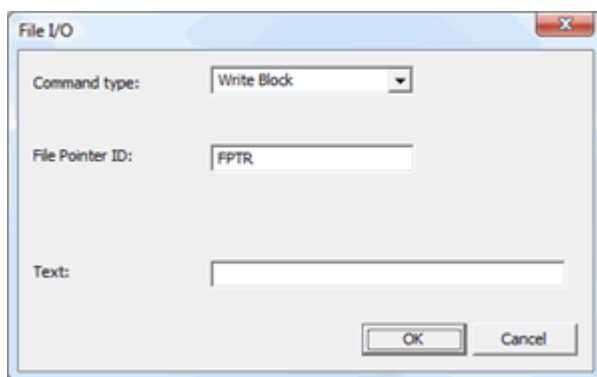 File I/O
Command type: Write Block
File Pointer ID: FPTR
Text:
OK Cancel